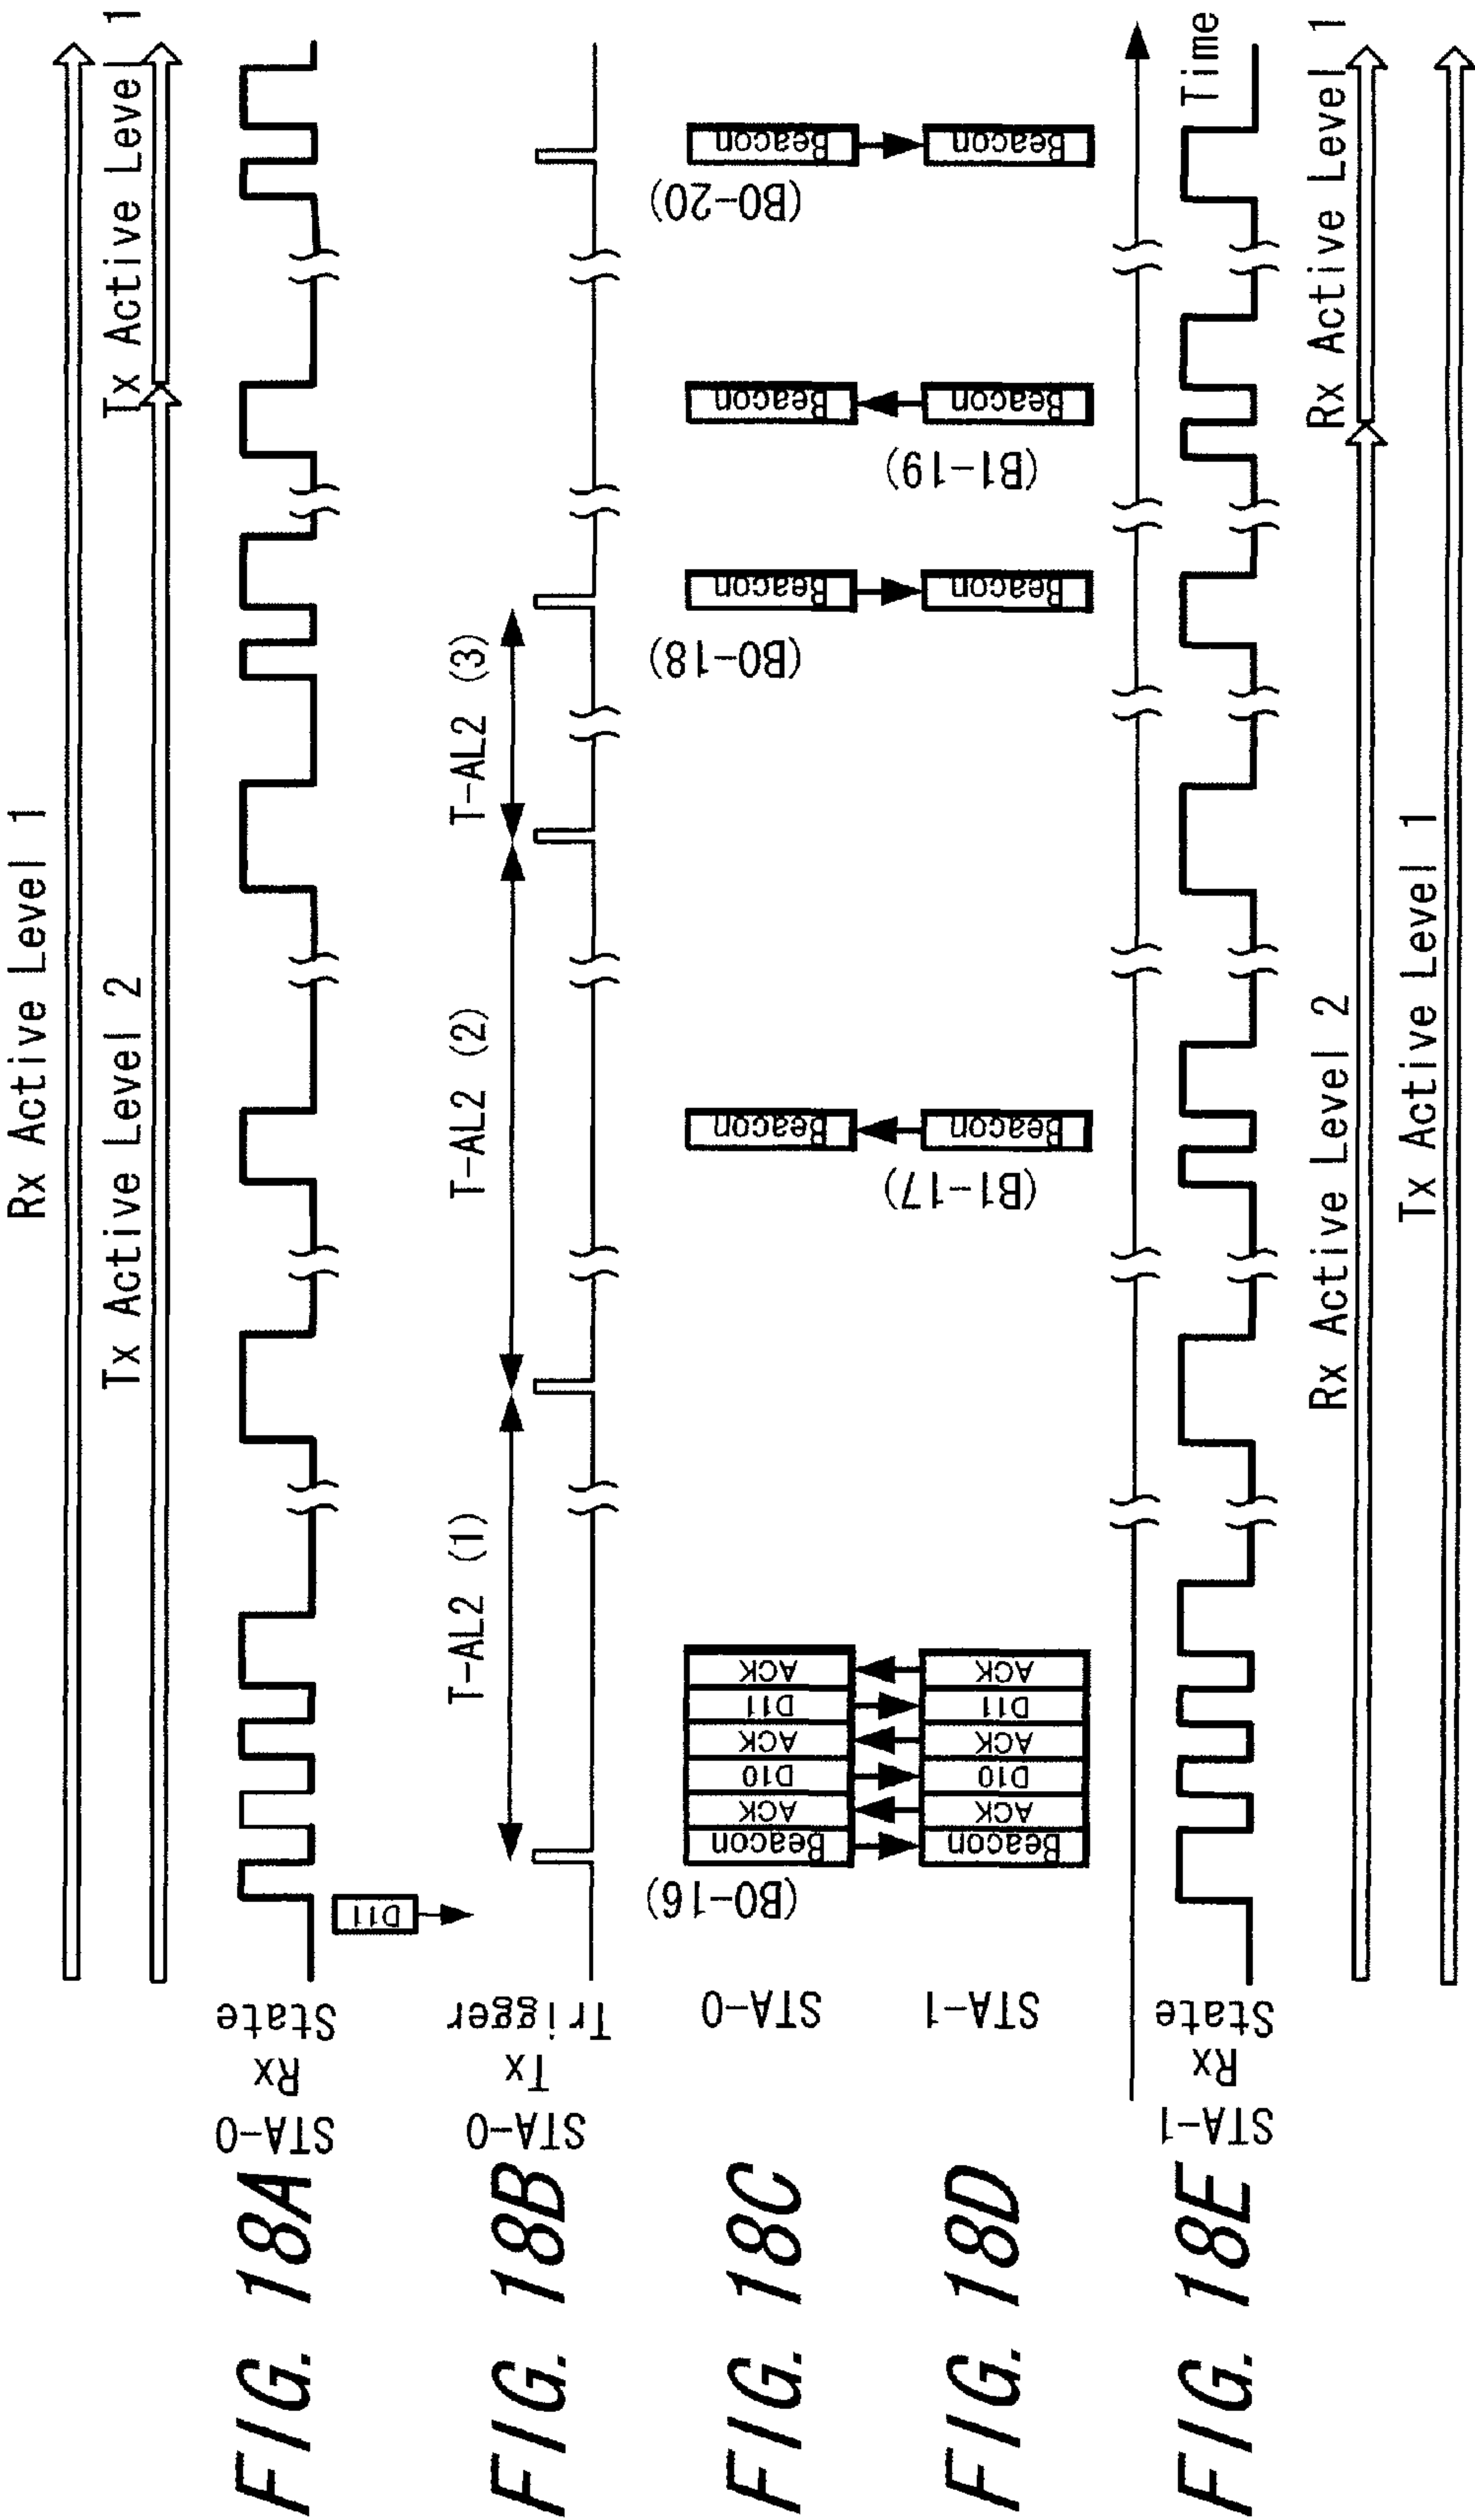 Rx Active Level 1
Tx Active Level 2
Tx Active Level 1
FIG. 18A
STA-0
Rx
State
D11
FIG. 18B
STA-0
Tx
Trigger
T-AL2 (1)
T-AL2 (2)
T-AL2 (3)
FIG. 18C
STA-0
(B0-16)
Beacon
ACK
D10
ACK
D11
ACK
Beacon
(B0-18)
Beacon
Beacon
(B0-20)
Beacon
FIG. 18D
STA-1
Beacon
ACK
D10
ACK
D11
ACK
(B1-17)
Beacon
Beacon
(B1-19)
Beacon
Beacon
Time
FIG. 18E
STA-1
Rx
State
Rx Active Level 2
Rx Active Level 1
Tx Active Level 1